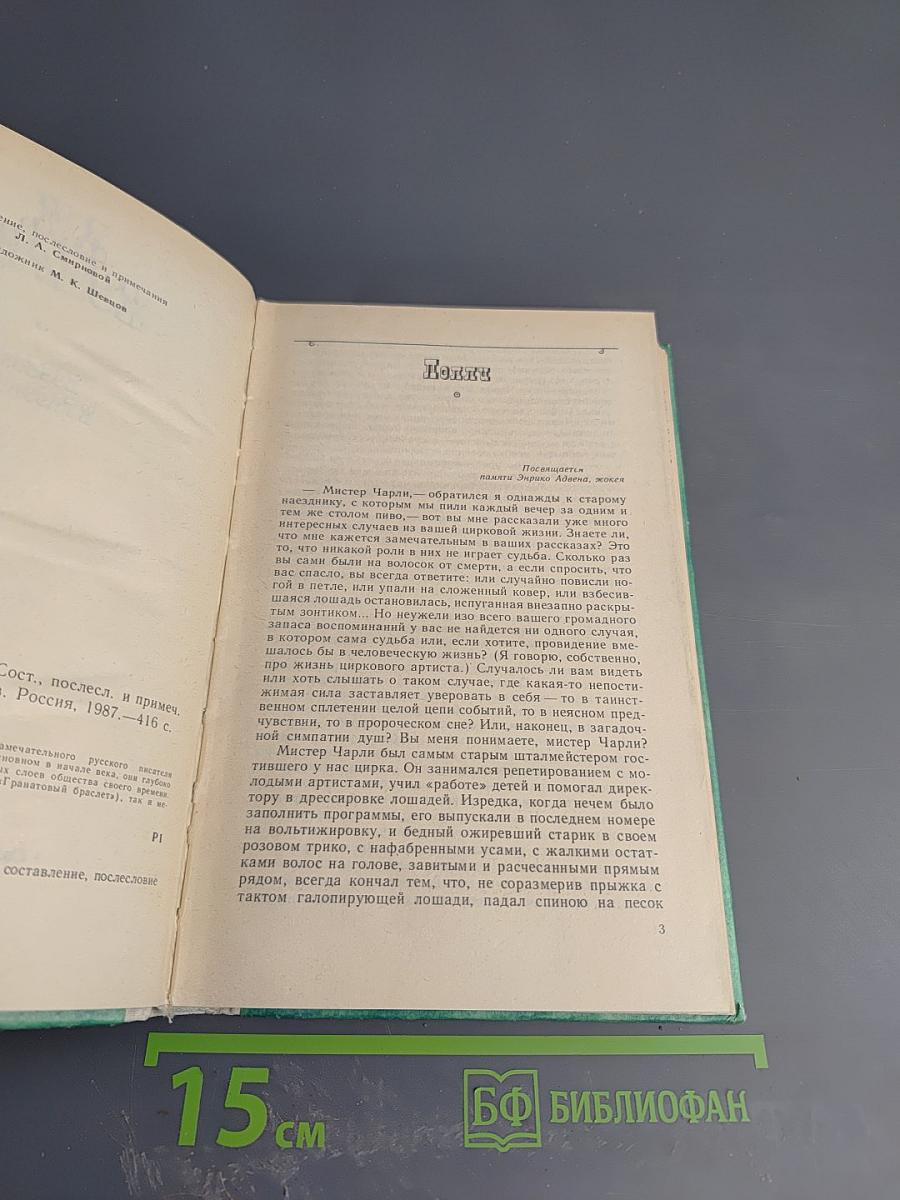 ение, послесловие и примечания
Л. А. Смирновой
дожник М. К. Шевцов
Сост., послесл. и примеч.
в. Россия, 1987.—416 с.
амечательного русского писателя
новном в начале века, они глубоко
ых слоев общества своего времени.
«Гранатовый браслет»), так и не-
Р1
составление, послесловие
Лолли
Посвящается
памяти Энрико Адвена, жокея
— Мистер Чарли,— обратился я однажды к старому
наезднику, с которым мы пили каждый вечер за одним и
тем же столом пиво,— вот вы мне рассказали уже много
интересных случаев из вашей цирковой жизни. Знаете ли,
что мне кажется замечательным в ваших рассказах? Это
то, что никакой роли в них не играет судьба. Сколько раз
вы сами были на волосок от смерти, а если спросить, что
вас спасло, вы всегда ответите: или случайно повисли но-
гой в петле, или упали на сложенный ковер, или взбесив-
шаяся лошадь остановилась, испуганная внезапно раскры-
тым зонтиком... Но неужели изо всего вашего громадного
запаса воспоминаний у вас не найдется ни одного случая,
в котором сама судьба или, если хотите, провидение вме-
шалось бы в человеческую жизнь? (Я говорю, собственно,
про жизнь циркового артиста.) Случалось ли вам видеть
или хоть слышать о таком случае, где какая-то непости-
жимая сила заставляет уверовать в себя — то в таинст-
венном сплетении целой цепи событий, то в неясном пред-
чувствии, то в пророческом сне? Или, наконец, в загадоч-
ной симпатии душ? Вы меня понимаете, мистер Чарли?
Мистер Чарли был самым старым шталмейстером гос-
тившего у нас цирка. Он занимался репетированием с мо-
лодыми артистами, учил «работе» детей и помогал дирек-
тору в дрессировке лошадей. Изредка, когда нечем было
заполнить программы, его выпускали в последнем номере
на вольтижировку, и бедный ожиревший старик в своем
розовом трико, с нафабренными усами, с жалкими остат-
ками волос на голове, завитыми и расчесанными прямым
рядом, всегда кончал тем, что, не соразмерив прыжка с
тактом галопирующей лошади, падал спиною на песок
3
15 см
БФ БИБЛИОФАН